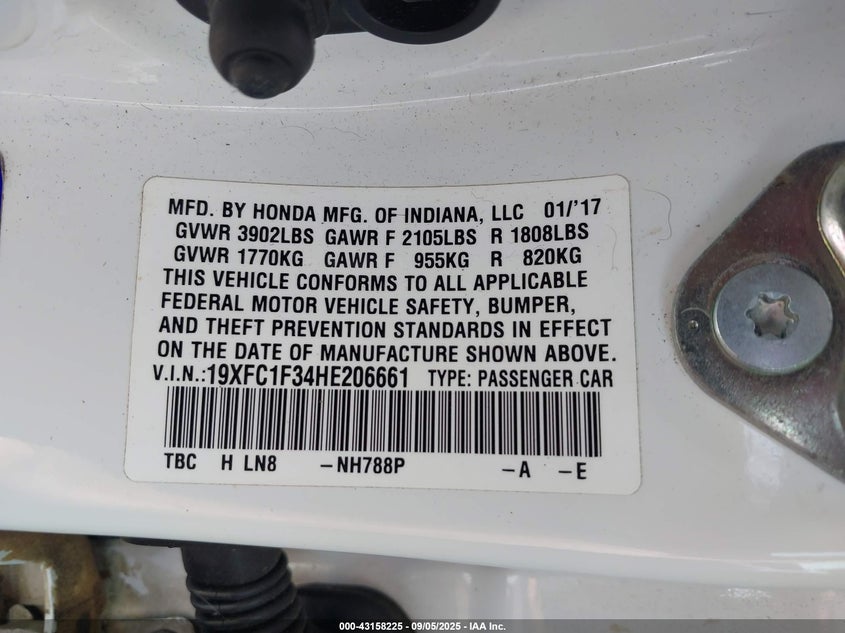 MFD. BY HONDA MFG. OF INDIANA, LLC 01/'17
GVWR 3902LBS GAWR F 2105LBS R 1808LBS
GVWR 1770KG GAWR F 955KG R 820KG
THIS VEHICLE CONFORMS TO ALL APPLICABLE
FEDERAL MOTOR VEHICLE SAFETY, BUMPER,
AND THEFT PREVENTION STANDARDS IN EFFECT
ON THE DATE OF MANUFACTURE SHOWN ABOVE.
V.I.N.:19XFC1F34HE206661 TYPE: PASSENGER CAR
TBC H LN8 -NH788P -A -E
000-43158225 - 09/05/2025 - IAA Inc.